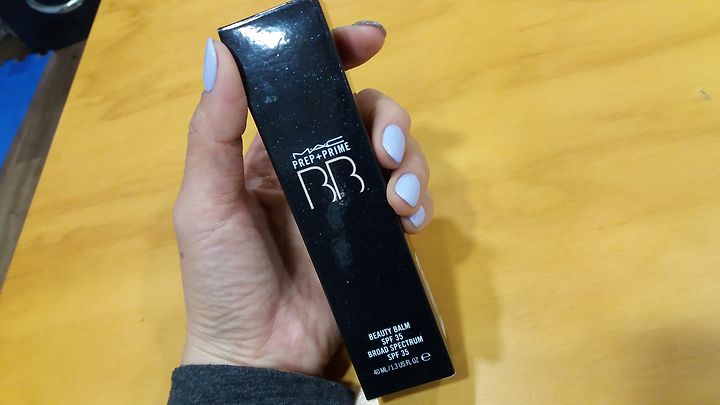 MAC
PREP+PRIME
BB
BEAUTY BALM
SPF 35
BROAD SPECTRUM
SPF 35
40 ML/1.3 US FL OZ ℮